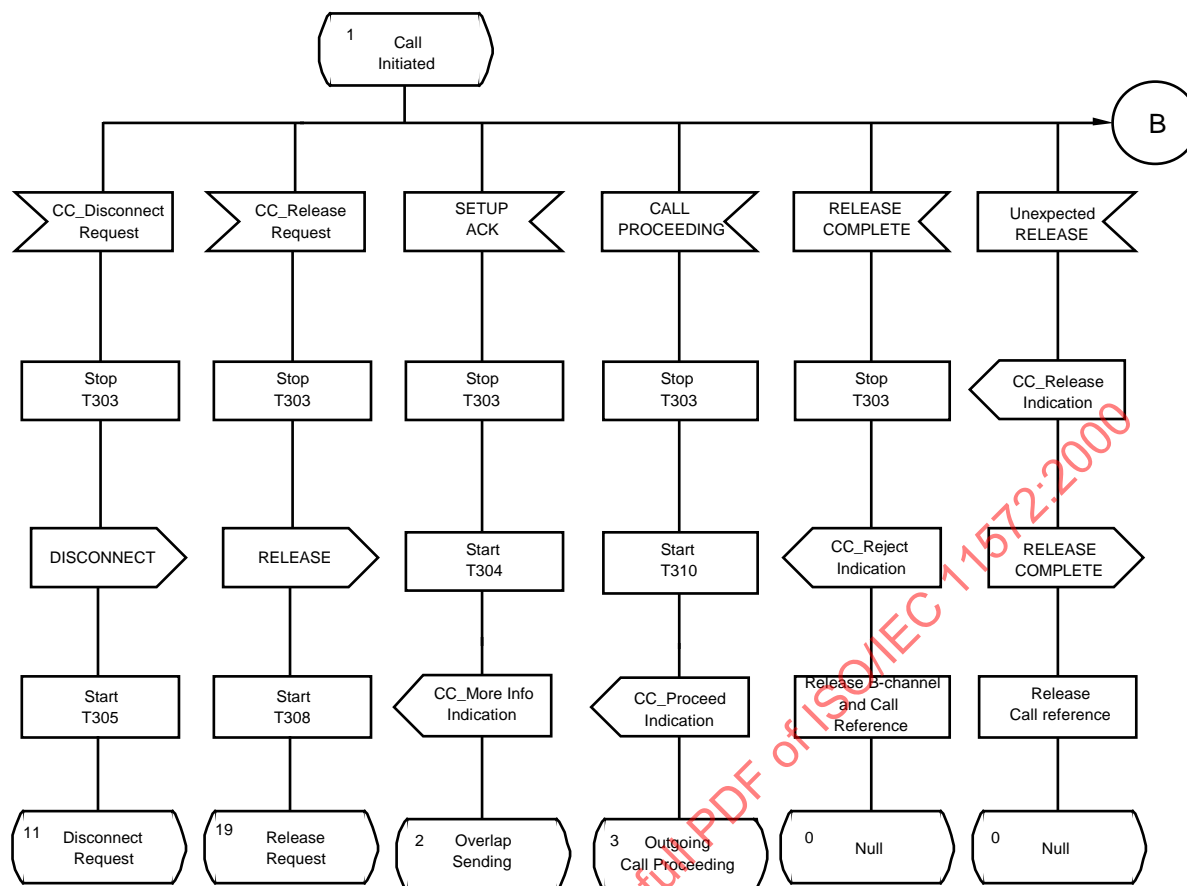 1
Call
Initiated
B
CC_Disconnect
Request
CC_Release
Request
SETUP
ACK
CALL
PROCEEDING
RELEASE
COMPLETE
Unexpected
RELEASE
Stop
T303
Stop
T303
Stop
T303
Stop
T303
Stop
T303
CC_Release
Indication
DISCONNECT
RELEASE
Start
T304
Start
T310
CC_Reject
Indication
RELEASE
COMPLETE
Start
T305
Start
T308
CC_More Info
Indication
CC_Proceed
Indication
Release B-channel
and Call
Reference
Release
Call reference
11
Disconnect
Request
19
Release
Request
2
Overlap
Sending
3
Outgoing
Call Proceeding
0
Null
0
Null
full PDF of ISO/IEC 11572:2000